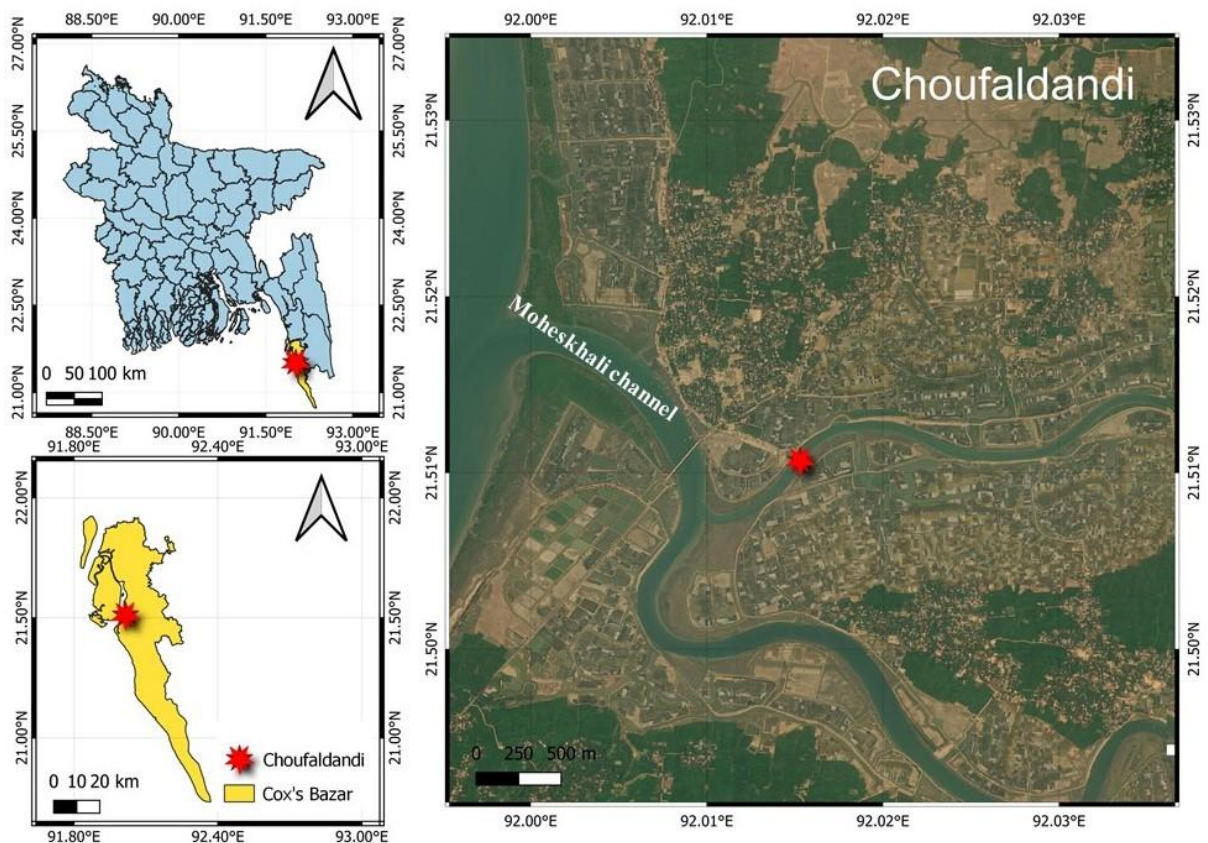 88.50°E 90.00°E 91.50°E 93.00°E
27.00°N 27.00°N
25.50°N 25.50°N
24.00°N 24.00°N
22.50°N 22.50°N
21.00°N 21.00°N
0 50 100 km
88.50°E 90.00°E 91.50°E 93.00°E
91.80°E 92.40°E 93.00°E
22.00°N 22.00°N
21.50°N 21.50°N
21.00°N 21.00°N
Choufaldandi
Cox's Bazar
0 10 20 km
91.80°E 92.40°E 93.00°E
92.00°E 92.01°E 92.02°E 92.03°E
Choufaldandi
21.53°N 21.53°N
21.52°N 21.52°N
Moheskhali channel
21.51°N 21.51°N
21.50°N 21.50°N
0 250 500 m
92.00°E 92.01°E 92.02°E 92.03°E